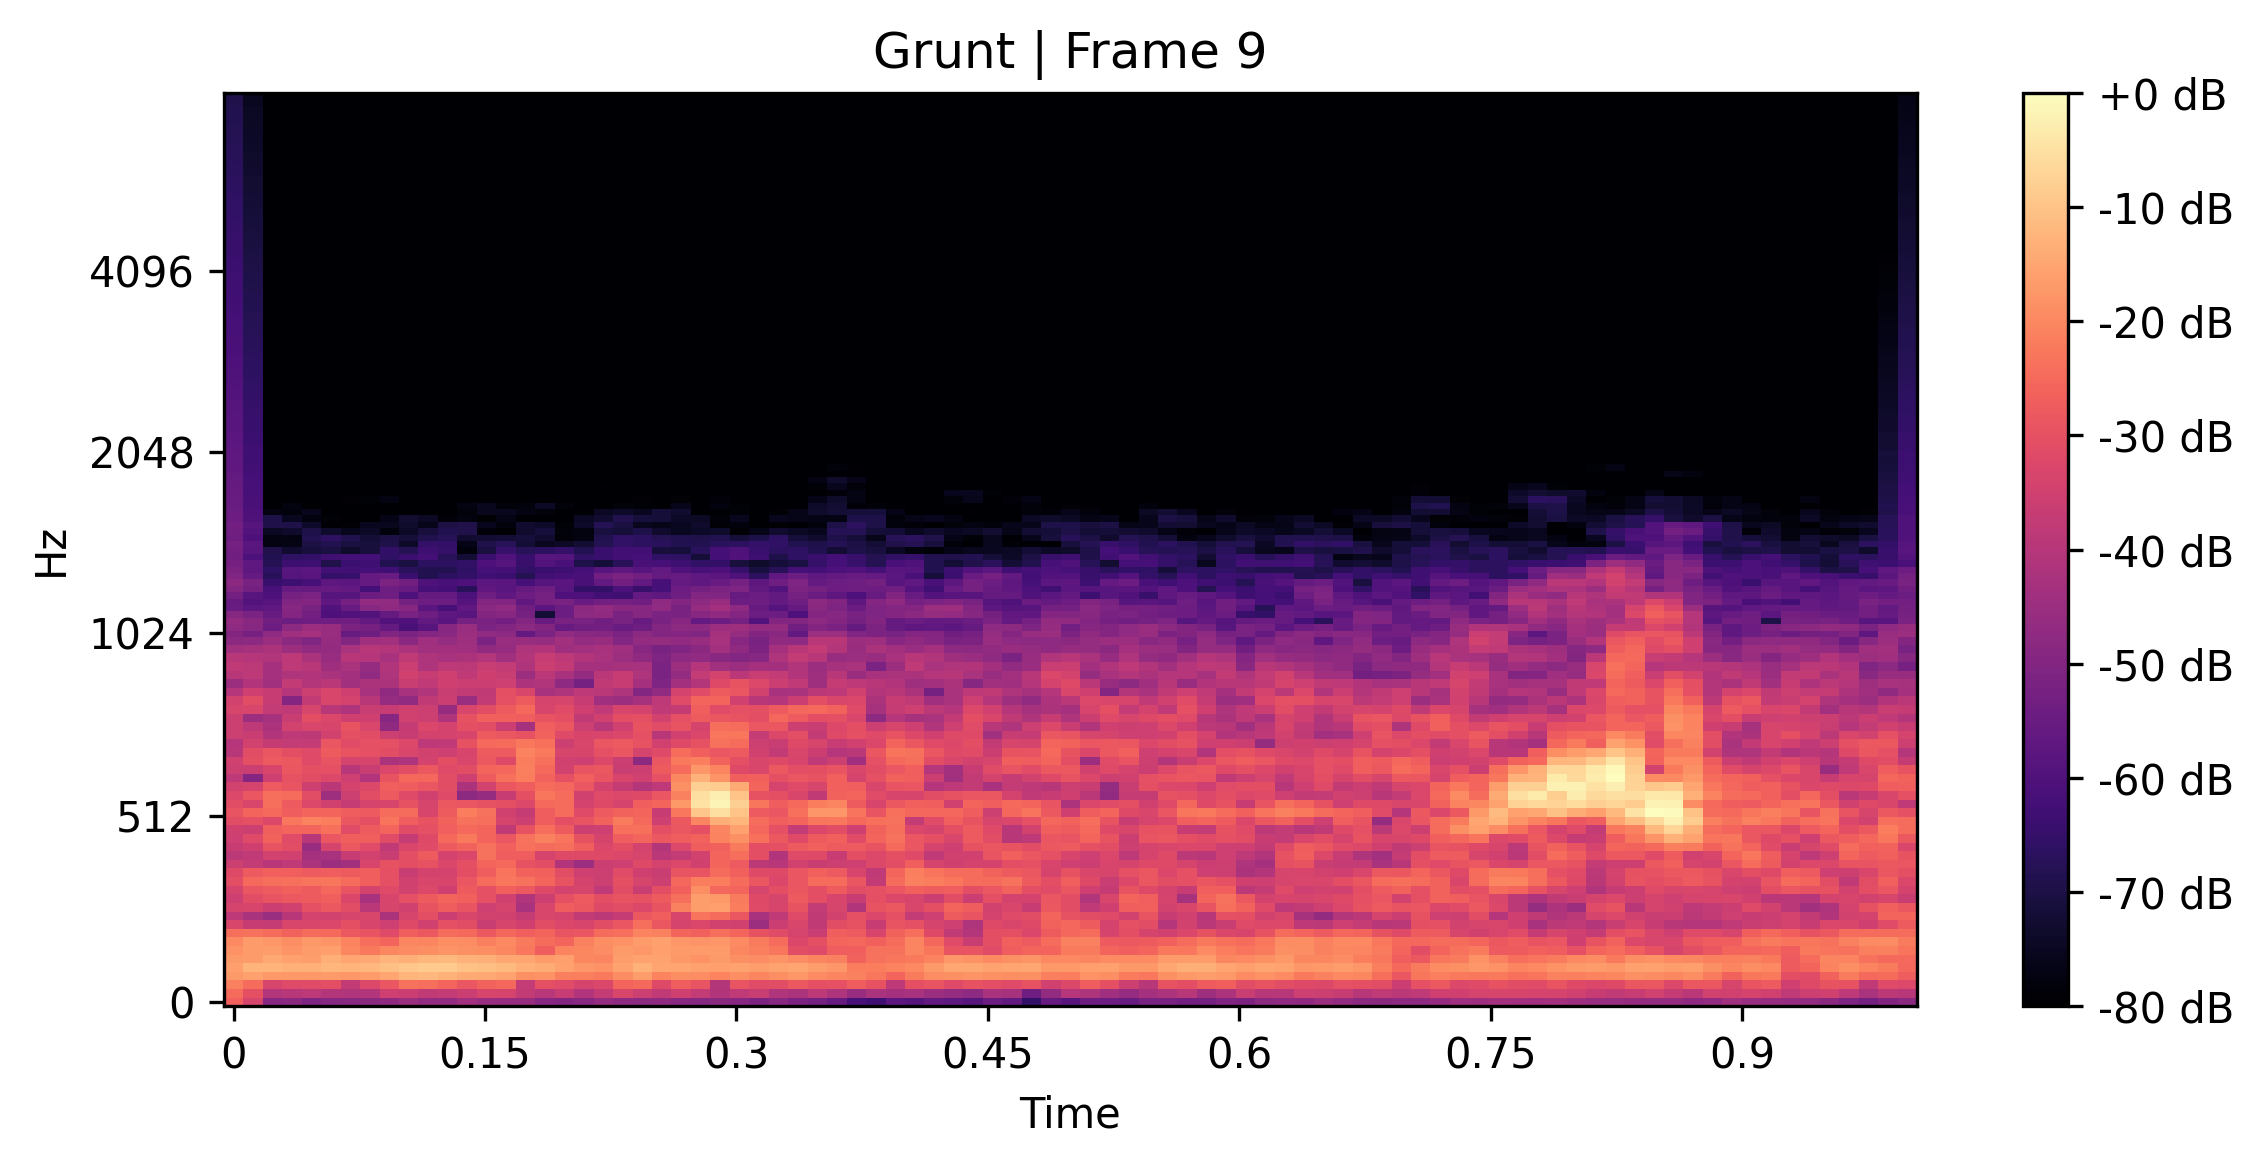 Grunt | Frame 9
+0 dB
-10 dB
-20 dB
-30 dB
-40 dB
-50 dB
-60 dB
-70 dB
-80 dB
Hz
4096
2048
1024
512
0
0 0.15 0.3 0.45 0.6 0.75 0.9
Time